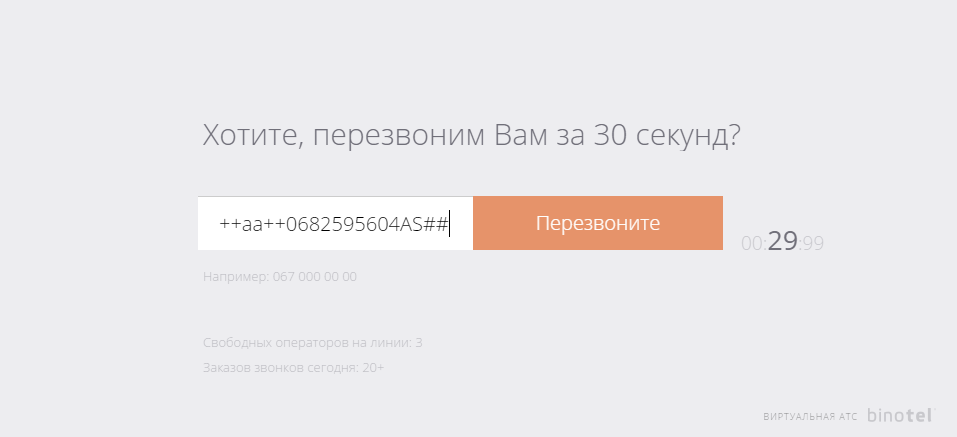 Хотите, перезвоним Вам за 30 секунд?
++aa++0682595604AS##
Перезвоните
00:29:99
Например: 067 000 00 00
Свободных операторов на линии: 3
Заказов звонков сегодня: 20+
ВИРТУАЛЬНАЯ АТС binotel